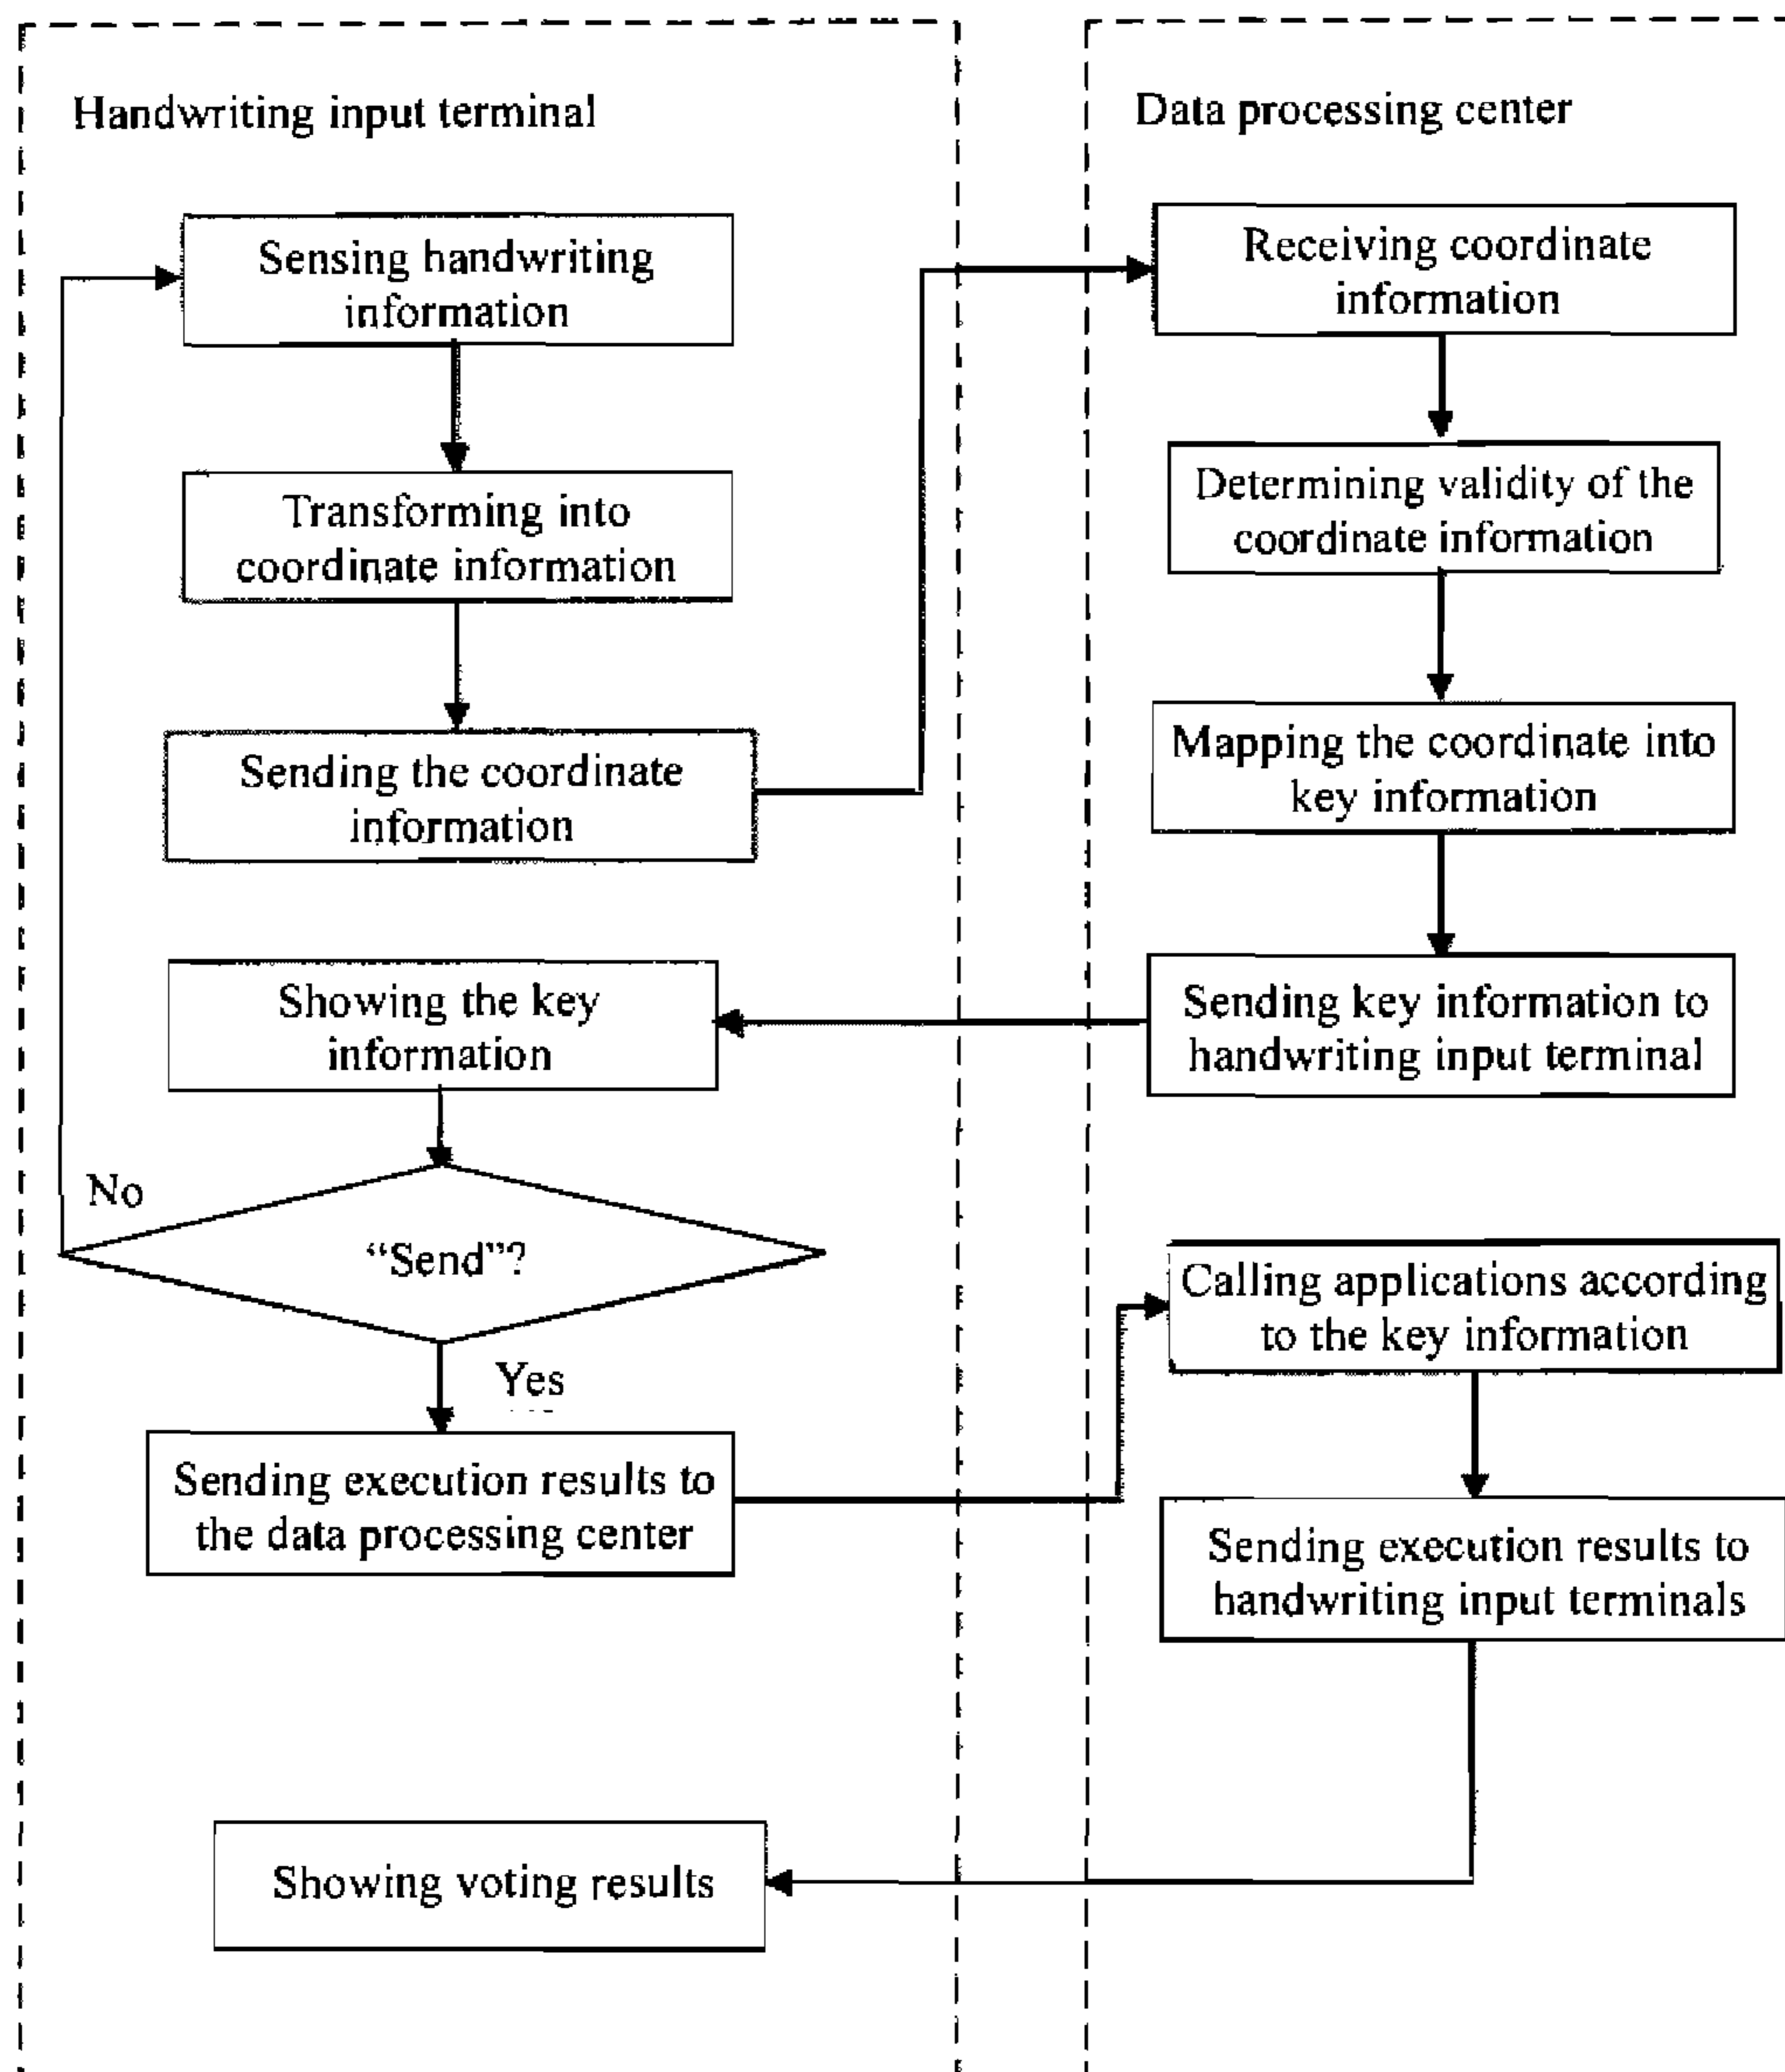 Handwriting input terminal
Sensing handwriting
information
Transforming into
coordinate information
Sending the coordinate
information
Showing the key
information
No
“Send”?
Yes
Sending execution results to
the data processing center
Showing voting results
Data processing center
Receiving coordinate
information
Determining validity of the
coordinate information
Mapping the coordinate into
key information
Sending key information to
handwriting input terminal
Calling applications according
to the key information
Sending execution results to
handwriting input terminals